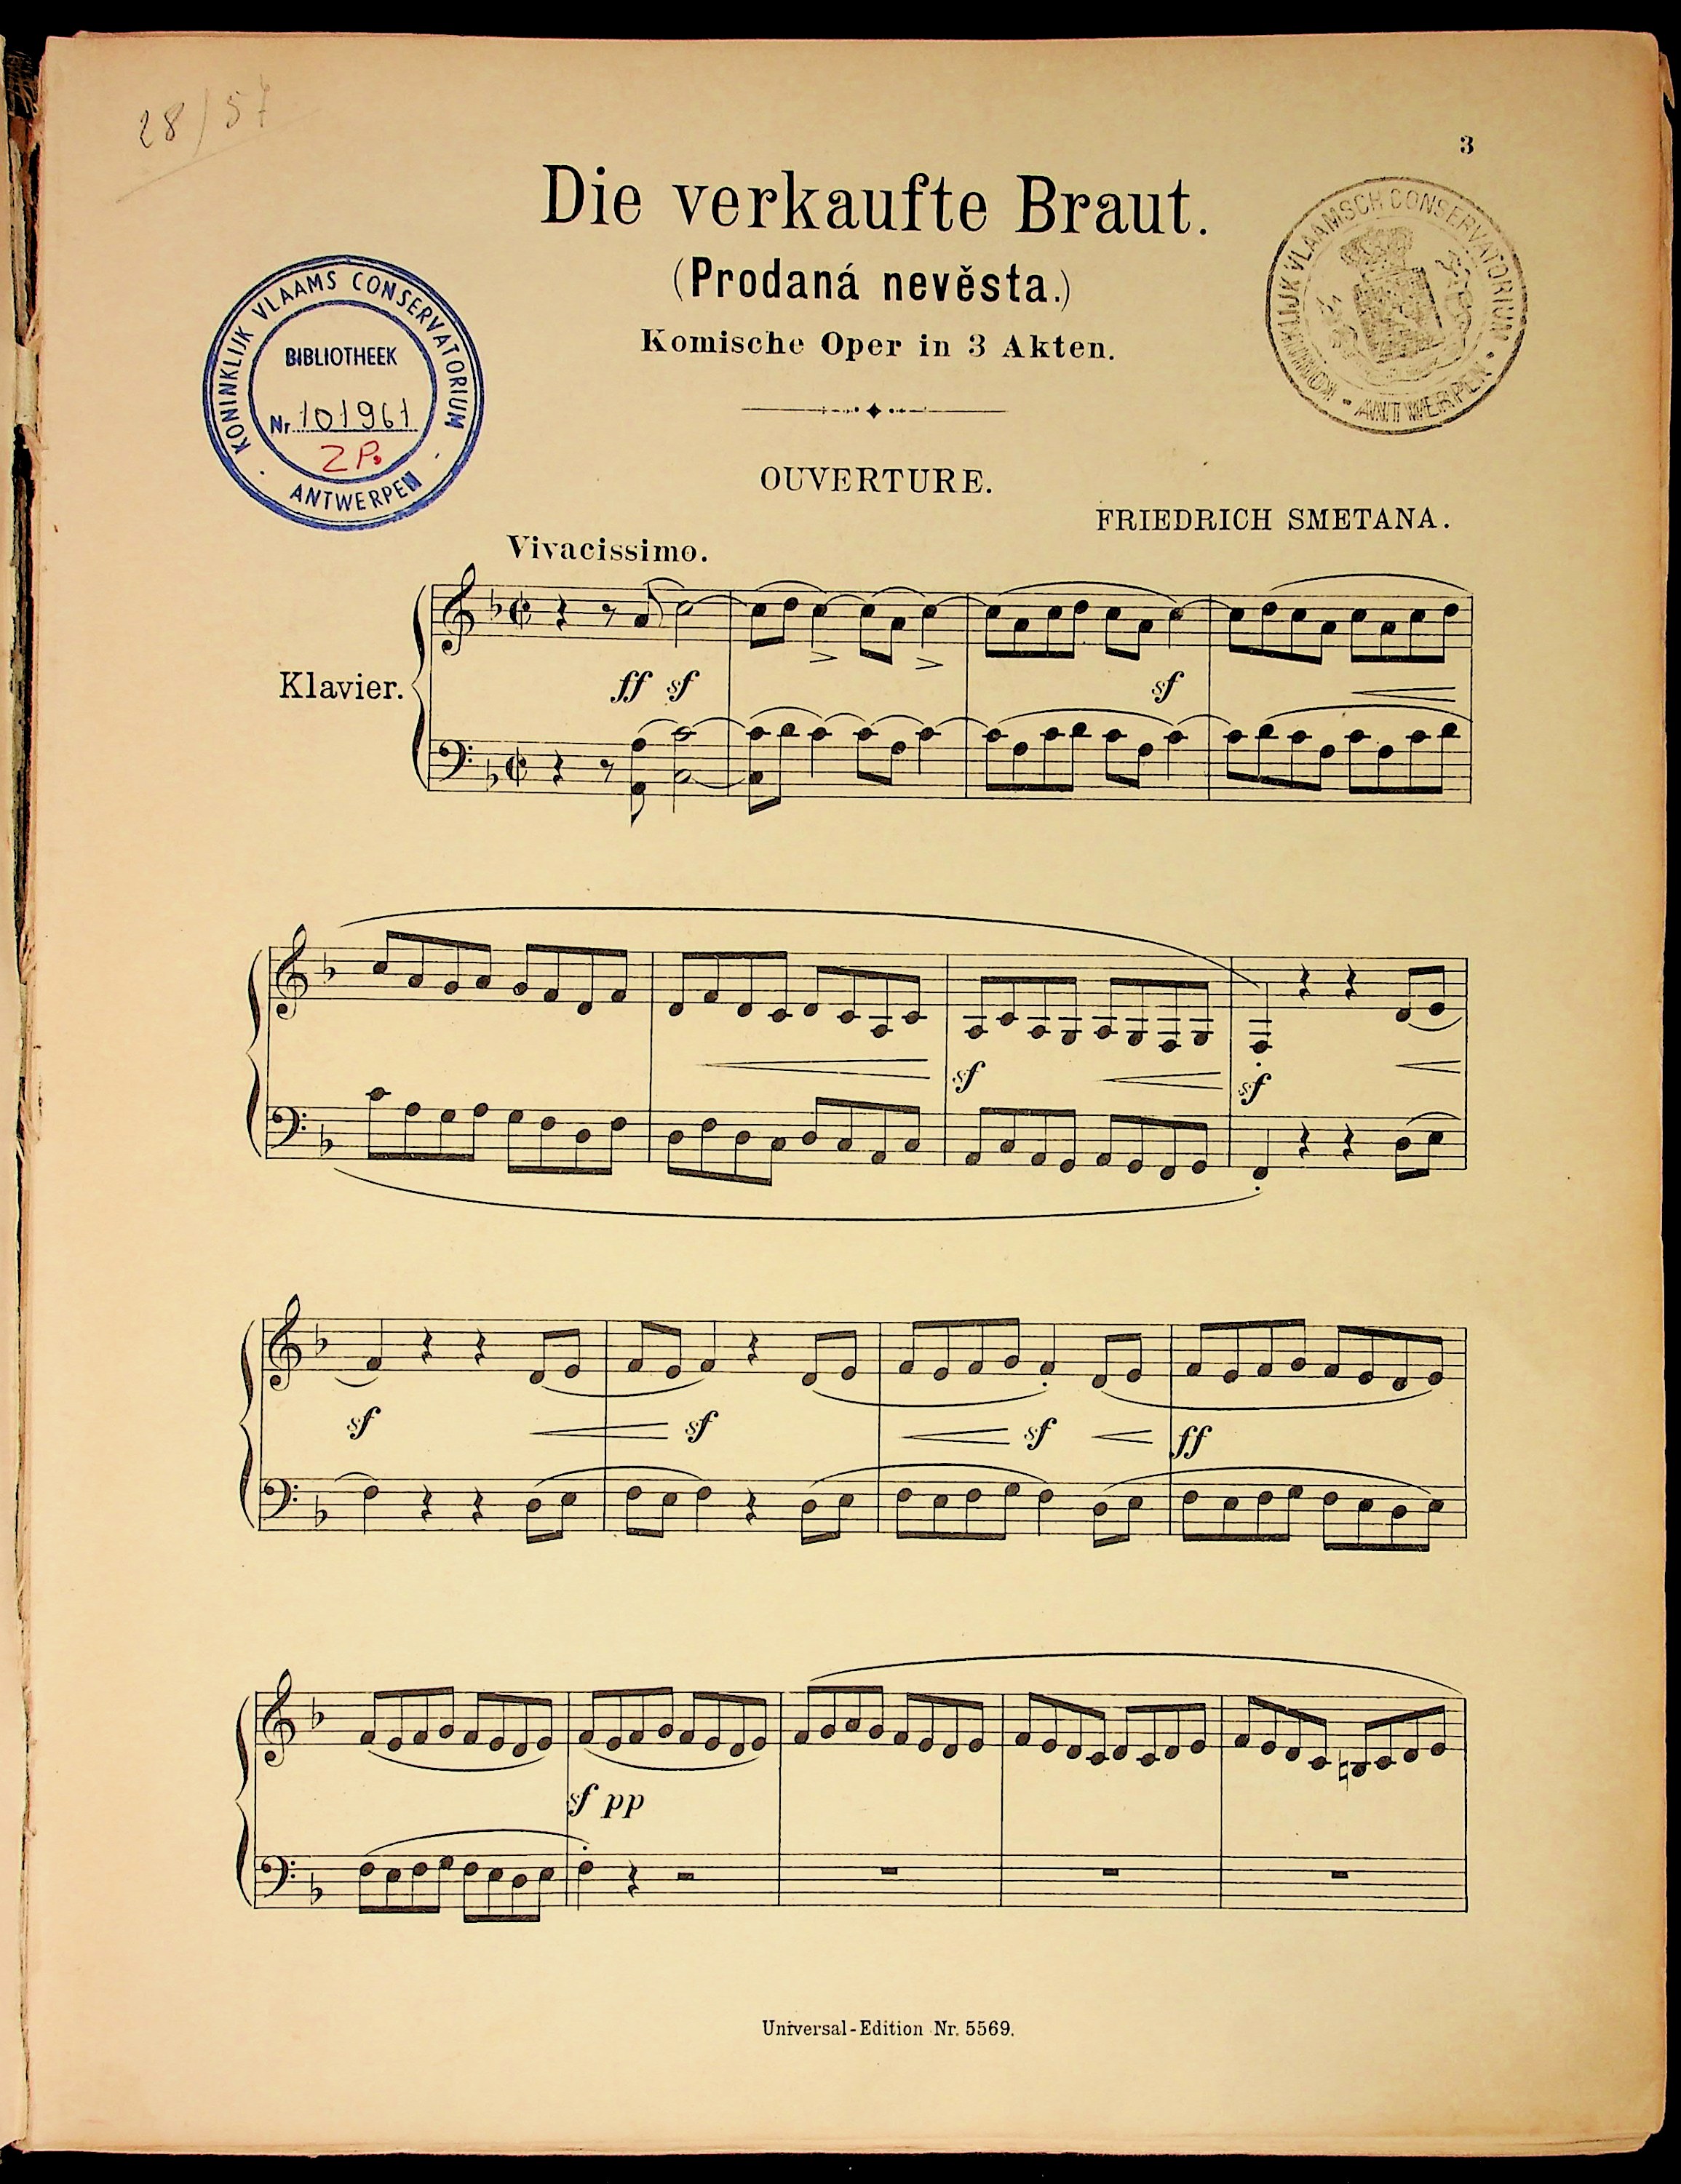 28/57
3
Die verkaufte Braut.
(Prodaná nevěsta.)
Komische Oper in 3 Akten.
KONINKLIJK VLAAMS CONSERVATORIUM
BIBLIOTHEEK
Nr. 101961
2 P.
ANTWERPEN
KONINKLIJK VLAAMSCH CONSERVATORIUM
ANTWERPEN
OUVERTURE.
FRIEDRICH SMETANA.
Vivacissimo.
Klavier.
ff sf sf
sf sf
sf sf sf ff
sf pp
Universal-Edition Nr. 5569.